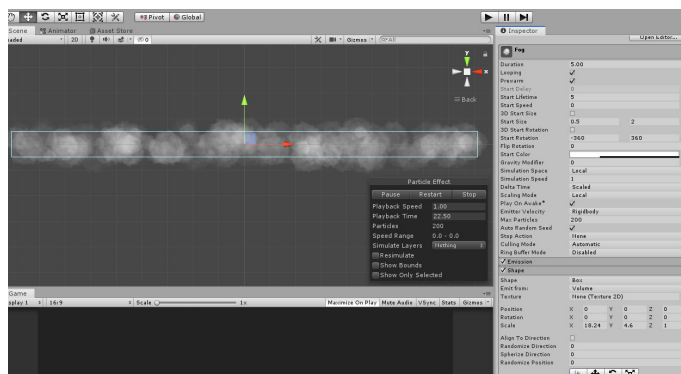 Pivot Global
Scene Animator Asset Store
2D Gizmos All
0
y
x
Back
Particle Effect
Pause Restart Stop
Playback Speed 1.00
Playback Time 22.50
Particles 200
Speed Range 0.0 - 0.0
Simulate Layers Nothing
Resimulate
Show Bounds
Show Only Selected
Game
16:9 Scale 1x Maximize On Play Mute Audio VSync Stats Gizmos
Inspector
Open Editor...
Fog
Duration 5.00
Looping
Prewarm
Start Delay 0
Start Lifetime 5
Start Speed 0
3D Start Size
Start Size 0.5 2
3D Start Rotation
Start Rotation -360 360
Flip Rotation 0
Start Color
Gravity Modifier 0
Simulation Space Local
Simulation Speed 1
Delta Time Scaled
Scaling Mode Local
Play On Awake*
Emitter Velocity Rigidbody
Max Particles 200
Auto Random Seed
Stop Action None
Culling Mode Automatic
Ring Buffer Mode Disabled
Emission
Shape
Shape Box
Emit from: Volume
Texture None (Texture 2D)
Position X 0 Y 0 Z 0
Rotation X 0 Y 0 Z 0
Scale X 18.24 Y 4.6 Z 1
Align To Direction
Randomize Direction 0
Spherize Direction 0
Randomize Position 0